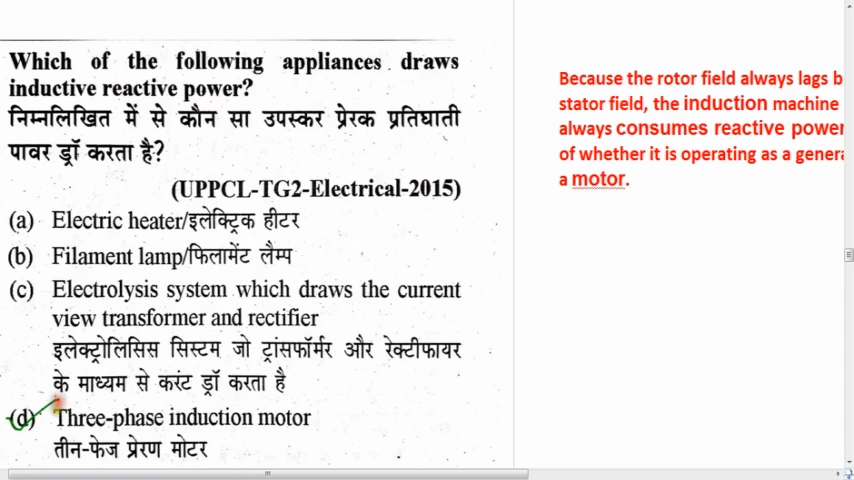 Which of the following appliances draws
inductive reactive power?
निम्नलिखित में से कौन सा उपस्कर प्रेरक प्रतिघाती
पावर ड्रॉ करता है?
(UPPCL-TG2-Electrical-2015)
(a) Electric heater/इलेक्ट्रिक हीटर
(b) Filament lamp/फिलामेंट लैम्प
(c) Electrolysis system which draws the current
view transformer and rectifier
इलेक्ट्रोलिसिस सिस्टम जो ट्रांसफॉर्मर और रेक्टीफायर
के माध्यम से करंट ड्रॉ करता है
(d) Three-phase induction motor
तीन-फेज प्रेरण मोटर
Because the rotor field always lags
stator field, the induction machine
always consumes reactive power
of whether it is operating as a
a motor.